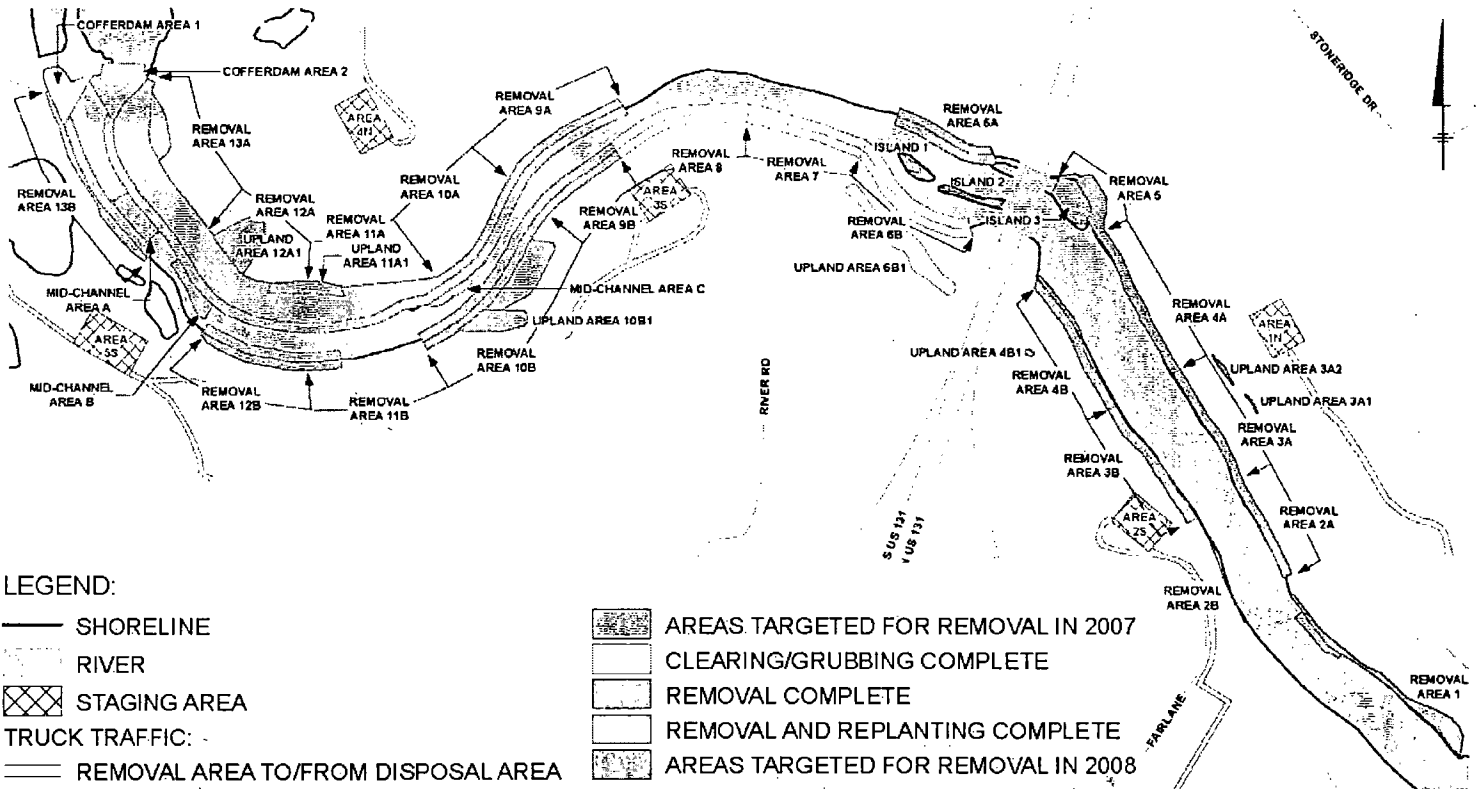 COFFERDAM AREA 1
COFFERDAM AREA 2
AREA
4N
REMOVAL
AREA 9A
REMOVAL
AREA 13A
REMOVAL
AREA 10A
REMOVAL
AREA 13B
REMOVAL
AREA 12A
REMOVAL
AREA 11A
UPLAND
AREA 12A1
UPLAND
AREA 11A1
MID-CHANNEL
AREA A
AREA
5S
MID-CHANNEL
AREA B
REMOVAL
AREA 12B
REMOVAL
AREA 11B
REMOVAL
AREA 10B
UPLAND AREA 10B1
MID-CHANNEL AREA C
REMOVAL
AREA 9B
AREA
3S
REMOVAL
AREA 8
REMOVAL
AREA 7
REMOVAL
AREA 6A
ISLAND 1
ISLAND 2
ISLAND 3
REMOVAL
AREA 6B
UPLAND AREA 6B1
REMOVAL
AREA 5
STONERIDGE DR
REMOVAL
AREA 4A
AREA
1N
UPLAND AREA 4B1
REMOVAL
AREA 4B
UPLAND AREA 3A2
UPLAND AREA 3A1
REMOVAL
AREA 3A
REMOVAL
AREA 3B
RIVER RD
S US 131
US 131
AREA
2S
REMOVAL
AREA 2A
REMOVAL
AREA 2B
REMOVAL
AREA 1
FAIRLANE
LEGEND:
SHORELINE
RIVER
STAGING AREA
TRUCK TRAFFIC:
REMOVAL AREA TO/FROM DISPOSAL AREA
AREAS TARGETED FOR REMOVAL IN 2007
CLEARING/GRUBBING COMPLETE
REMOVAL COMPLETE
REMOVAL AND REPLANTING COMPLETE
AREAS TARGETED FOR REMOVAL IN 2008